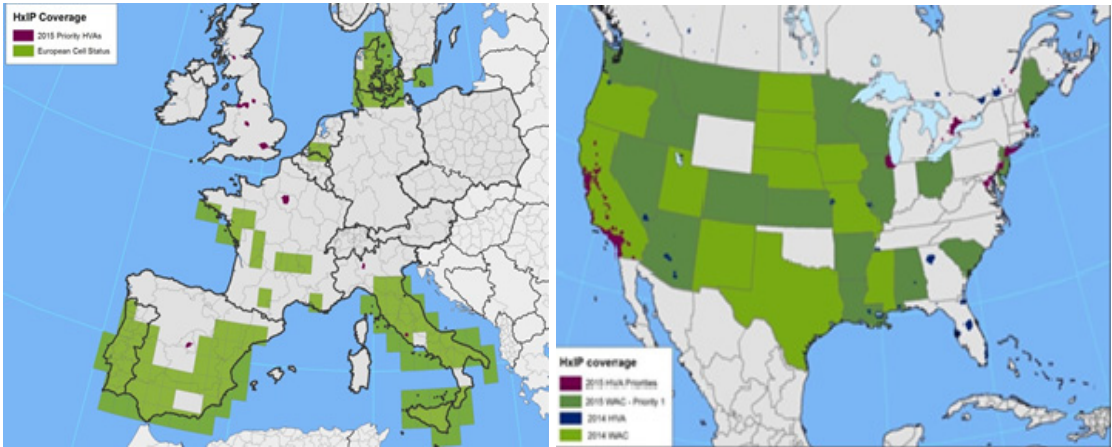 HxIP Coverage
2015 Priority HVAs
European Cell Status
HxIP coverage
2015 HVA Priorities
2015 WAC - Priority 1
2014 HVA
2014 WAC